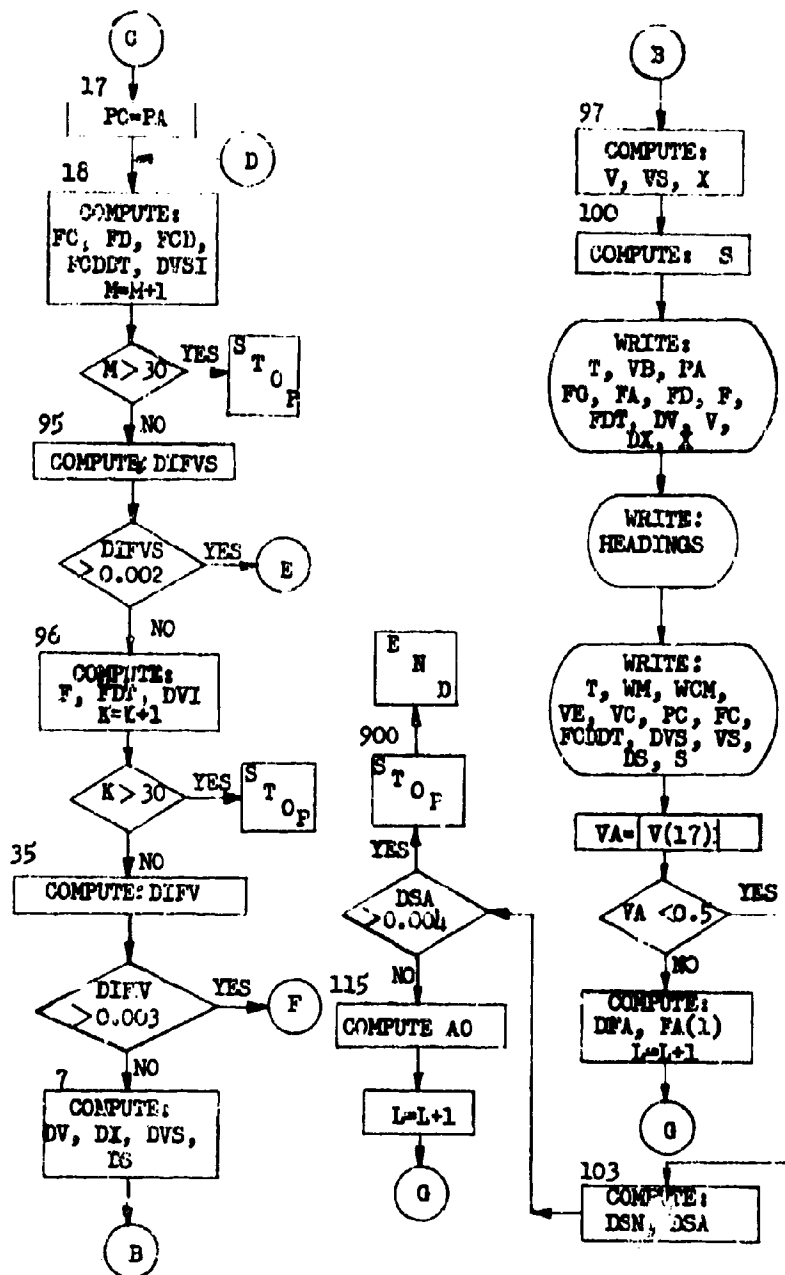 C
17
PC=PA
D
18
COMPUTE:
FC, FD, FCD,
FCDDT, DVSI
M=M+1
M > 30
YES
STOP
NO
95
COMPUTE: DIFVS
DIFVS
> 0.002
YES
E
NO
96
COMPUTE:
F, FDT, DVI
K=K+1
K > 30
YES
STOP
NO
35
COMPUTE: DIFV
DIFV
> 0.003
YES
F
NO
7
COMPUTE:
DV, DX, DVS,
DS
B
END
900
STOP
YES
DSA
>0.004
NO
115
COMPUTE AO
L=L+1
G
B
97
COMPUTE:
V, VS, X
100
COMPUTE: S
WRITE:
T, VB, PA
FG, FA, FD, F,
FDT, DV, V,
DX, X
WRITE:
HEADINGS
WRITE:
T, WM, WCM,
VE, VC, PC, FC,
FCDDT, DVS, VS,
DS, S
VA=|V(17)|
VA <0.5
YES
NO
COMPUTE:
DFA, FA(1)
L=L+1
G
103
COMPUTE:
DSN, DSA